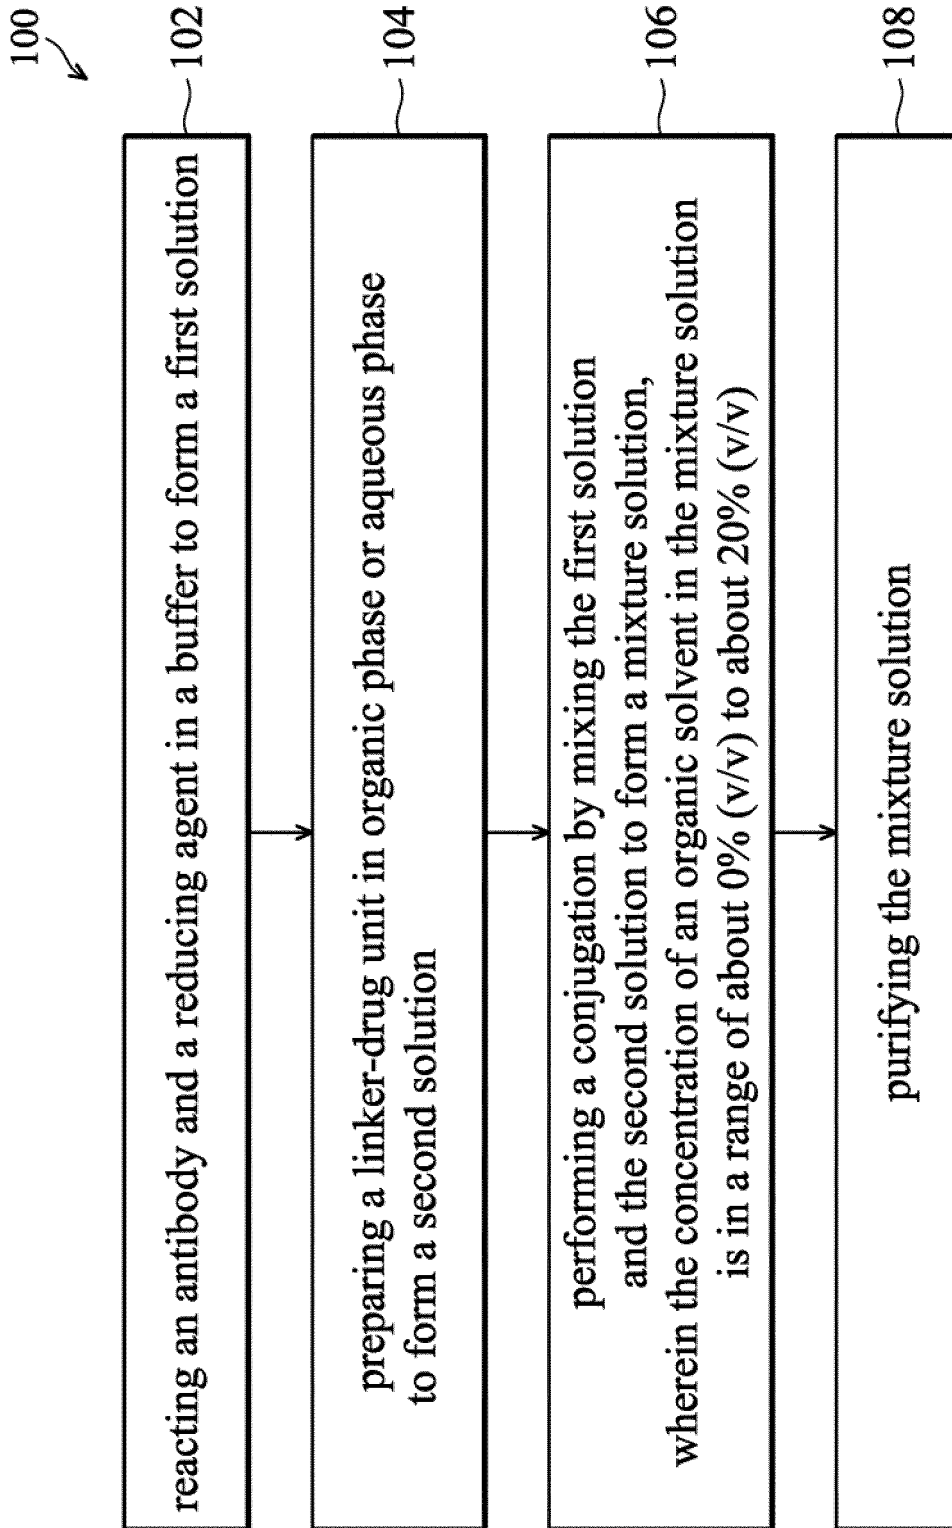 100
reacting an antibody and a reducing agent in a buffer to form a first solution
102
preparing a linker-drug unit in organic phase or aqueous phase
to form a second solution
104
performing a conjugation by mixing the first solution
and the second solution to form a mixture solution,
wherein the concentration of an organic solvent in the mixture solution
is in a range of about 0% (v/v) to about 20% (v/v)
106
purifying the mixture solution
108